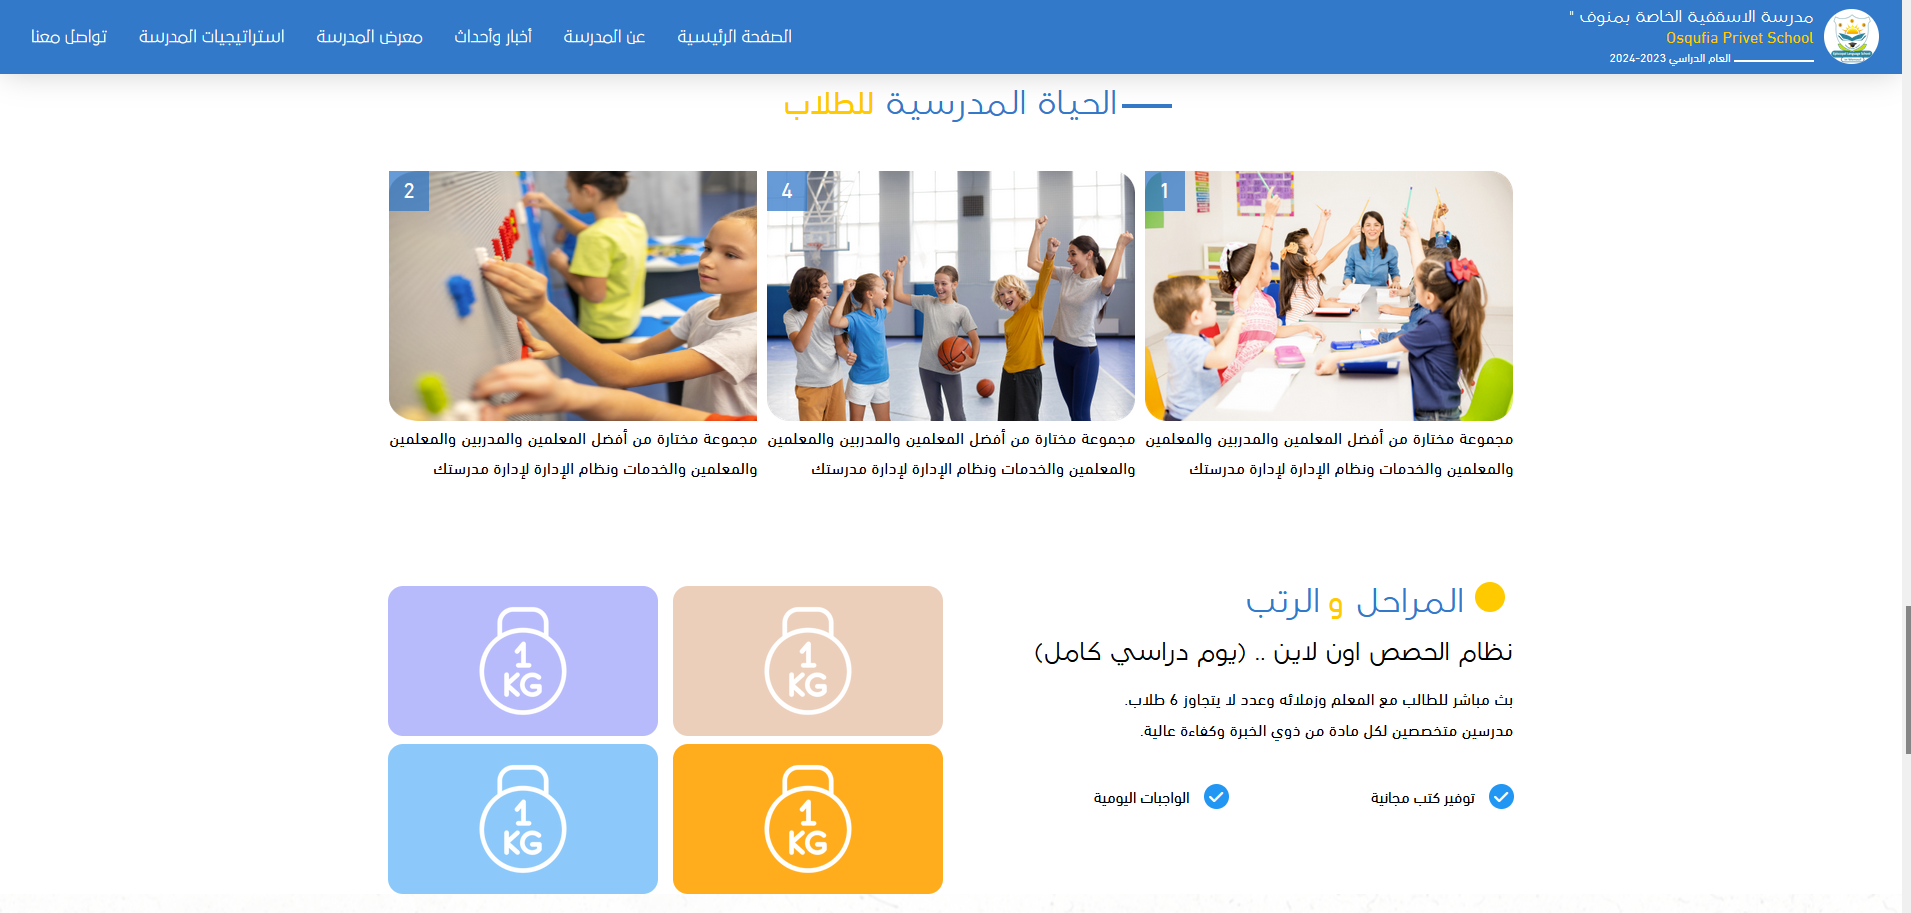 مدرسة الاسقفية الخاصة بمنوف "
Osqufia Privet School
العام الدراسي 2023-2024
الصفحة الرئيسية
عن المدرسة
أخبار وأحداث
معرض المدرسة
استراتيجيات المدرسة
تواصل معنا
الحياة المدرسية للطلاب
1
مجموعة مختارة من أفضل المعلمين والمدربين والمعلمين
والمعلمين والخدمات ونظام الإدارة لإدارة مدرستك
4
مجموعة مختارة من أفضل المعلمين والمدربين والمعلمين
والمعلمين والخدمات ونظام الإدارة لإدارة مدرستك
2
مجموعة مختارة من أفضل المعلمين والمدربين والمعلمين
والمعلمين والخدمات ونظام الإدارة لإدارة مدرستك
المراحل و الرتب
نظام الحصص اون لاين .. (يوم دراسي كامل)
بث مباشر للطالب مع المعلم وزملائه وعدد لا يتجاوز 6 طلاب.
مدرسين متخصصين لكل مادة من ذوي الخبرة وكفاءة عالية.
توفير كتب مجانية
الواجبات اليومية
1
KG
1
KG
1
KG
1
KG